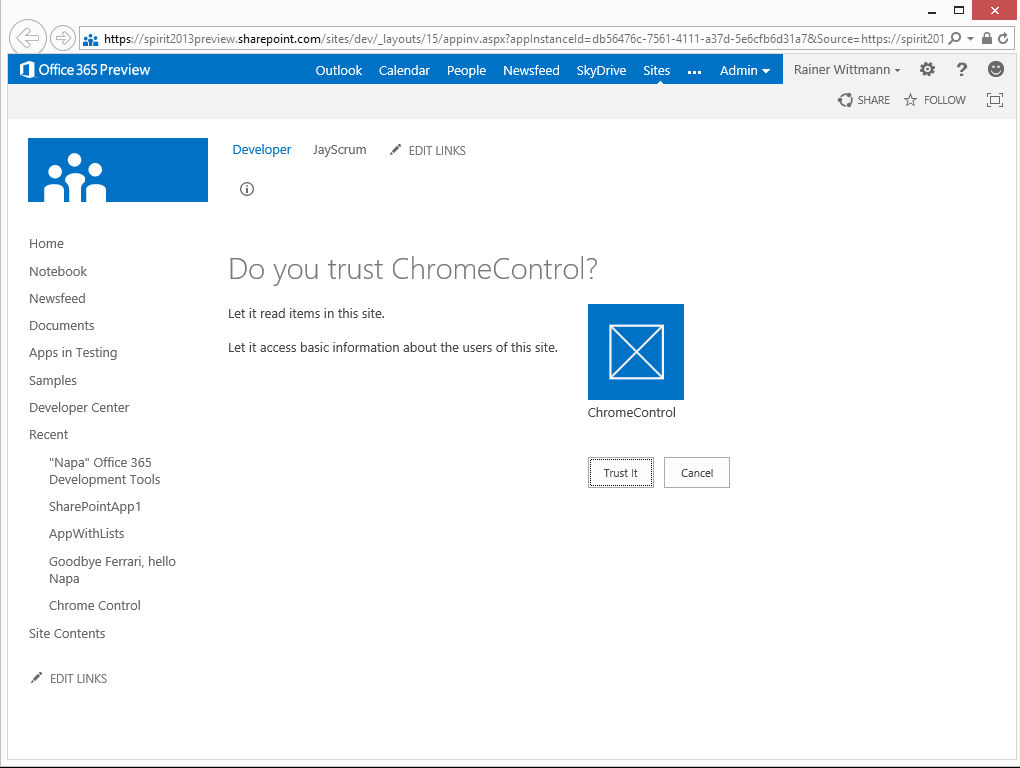 https://spirit2013preview.sharepoint.com/sites/dev/_layouts/15/appinv.aspx?appInstanceId=db56476c-7561-4111-a37d-5e6cfb6d31a7&Source=https://spirit201
Office 365 Preview Outlook Calendar People Newsfeed SkyDrive Sites ... Admin Rainer Wittmann ?
SHARE FOLLOW
Developer JayScrum EDIT LINKS
Home
Notebook
Newsfeed
Documents
Apps in Testing
Samples
Developer Center
Recent
"Napa" Office 365
Development Tools
SharePointApp1
AppWithLists
Goodbye Ferrari, hello
Napa
Chrome Control
Site Contents
EDIT LINKS
Do you trust ChromeControl?
Let it read items in this site.
Let it access basic information about the users of this site.
ChromeControl
Trust It Cancel